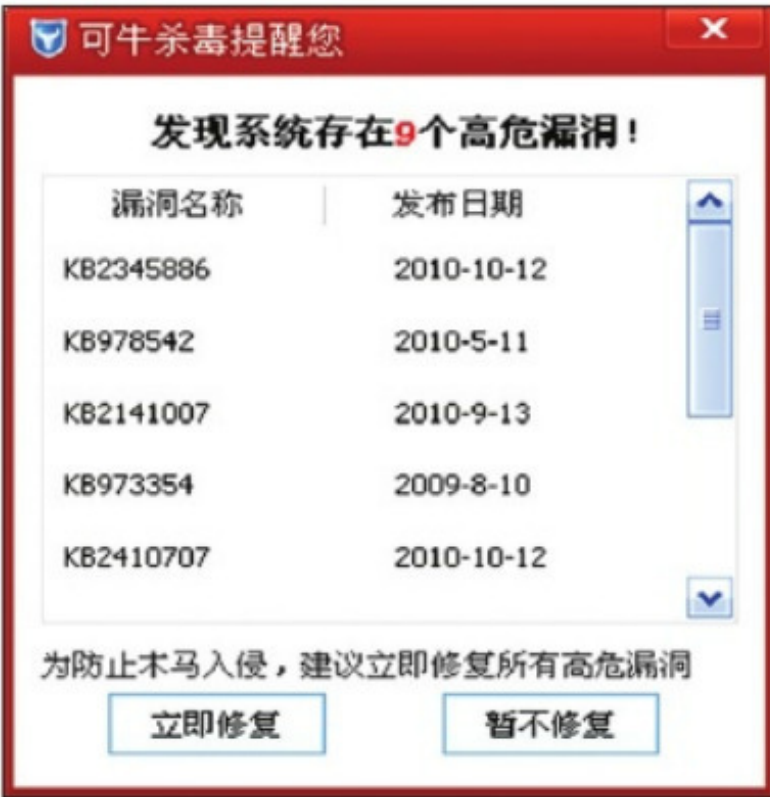 可牛杀毒提醒您
发现系统存在9个高危漏洞!
漏洞名称 发布日期
KB2345886 2010-10-12
KB978542 2010-5-11
KB2141007 2010-9-13
KB973354 2009-8-10
KB2410707 2010-10-12
为防止木马入侵，建议立即修复所有高危漏洞
立即修复 暂不修复